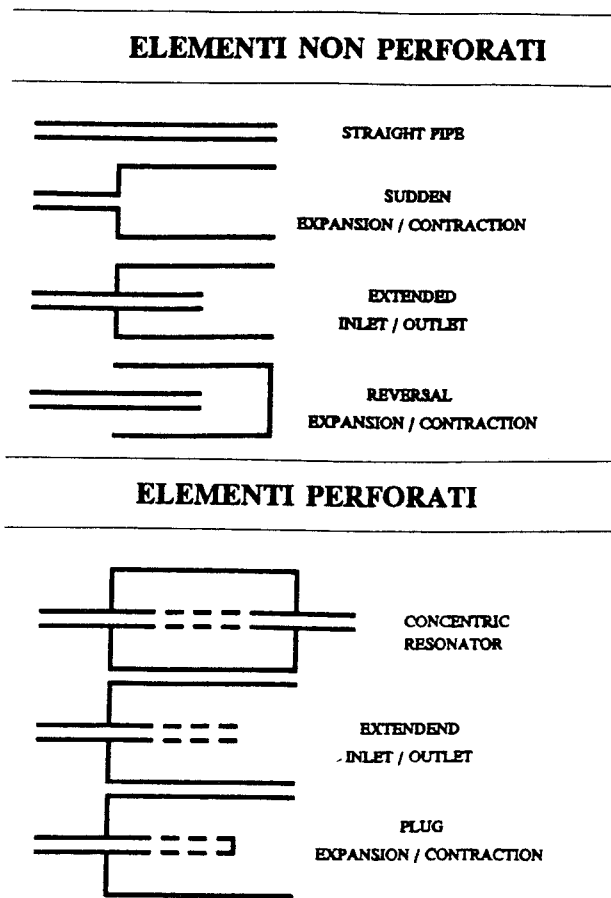 ELEMENTI NON PERFORATI
STRAIGHT PIPE
SUDDEN
EXPANSION / CONTRACTION
EXTENDED
INLET / OUTLET
REVERSAL
EXPANSION / CONTRACTION
ELEMENTI PERFORATI
CONCENTRIC
RESONATOR
EXTENDEND
INLET / OUTLET
PLUG
EXPANSION / CONTRACTION